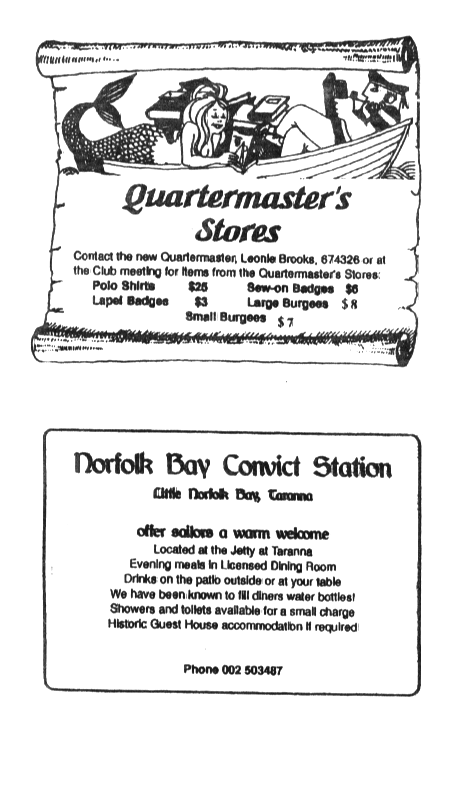 Quartermaster's
Stores
Contact the new Quartermaster, Leonie Brooks, 674326 or at
the Club meeting for items from the Quartermaster's Stores:
Polo Shirts $25 Sew-on Badges $6
Lapel Badges $3 Large Burgees $8
Small Burgees $7
Norfolk Bay Convict Station
Little Norfolk Bay, Taranna
offer sailors a warm welcome
Located at the Jetty at Taranna
Evening meals in Licensed Dining Room
Drinks on the patio outside or at your table
We have been known to fill diners water bottles!
Showers and toilets available for a small charge
Historic Guest House accommodation if required
Phone 002 503487